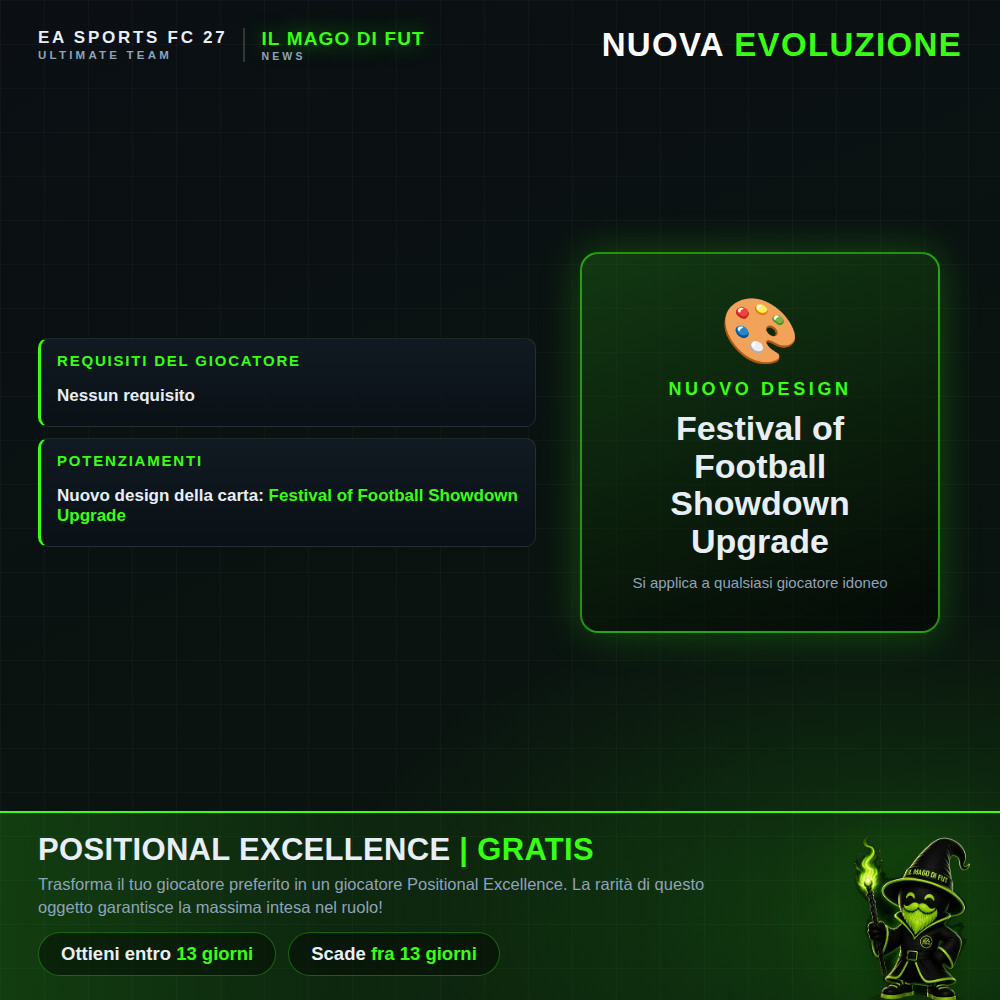 EA SPORTS FC 27
ULTIMATE TEAM
IL MAGO DI FUT
NEWS
NUOVA EVOLUZIONE
REQUISITI DEL GIOCATORE
Nessun requisito
POTENZIAMENTI
Nuovo design della carta: Festival of Football Showdown
Upgrade
NUOVO DESIGN
Festival of
Football
Showdown
Upgrade
Si applica a qualsiasi giocatore idoneo
POSITIONAL EXCELLENCE | GRATIS
Trasforma il tuo giocatore preferito in un giocatore Positional Excellence. La rarità di questo
oggetto garantisce la massima intesa nel ruolo!
Ottieni entro 13 giorni
Scade fra 13 giorni
IL MAGO DI FUT